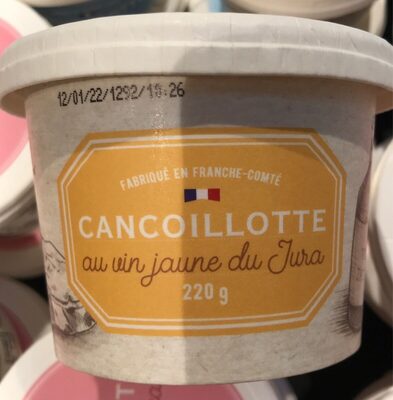 12/01/22/1292/10:26
FABRIQUÉ EN FRANCHE-COMTÉ
CANCOILLOTTE
au vin jaune du Jura
220 g